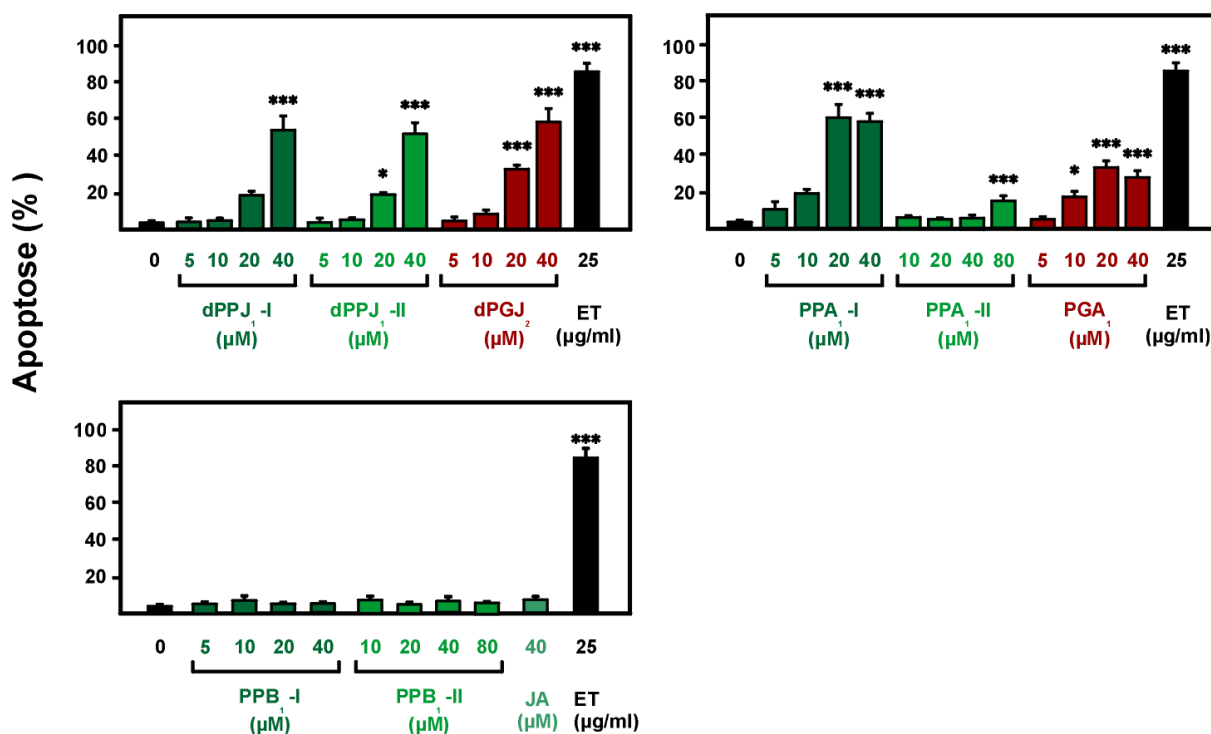 Apoptose (%)
100
80
60
40
20
*** * *** *** *** ***
0 5 10 20 40 5 10 20 40 5 10 20 40 25
dPPJ₁-I dPPJ₁-II dPGJ₂ ET
(µM) (µM) (µM) (µg/ml)
100
80
60
40
20
*** *** *** * *** *** ***
0 5 10 20 40 10 20 40 80 5 10 20 40 25
PPA₁-I PPA₁-II PGA₁ ET
(µM) (µM) (µM) (µg/ml)
100
80
60
40
20
***
0 5 10 20 40 10 20 40 80 40 25
PPB₁-I PPB₁-II JA ET
(µM) (µM) (µM) (µg/ml)